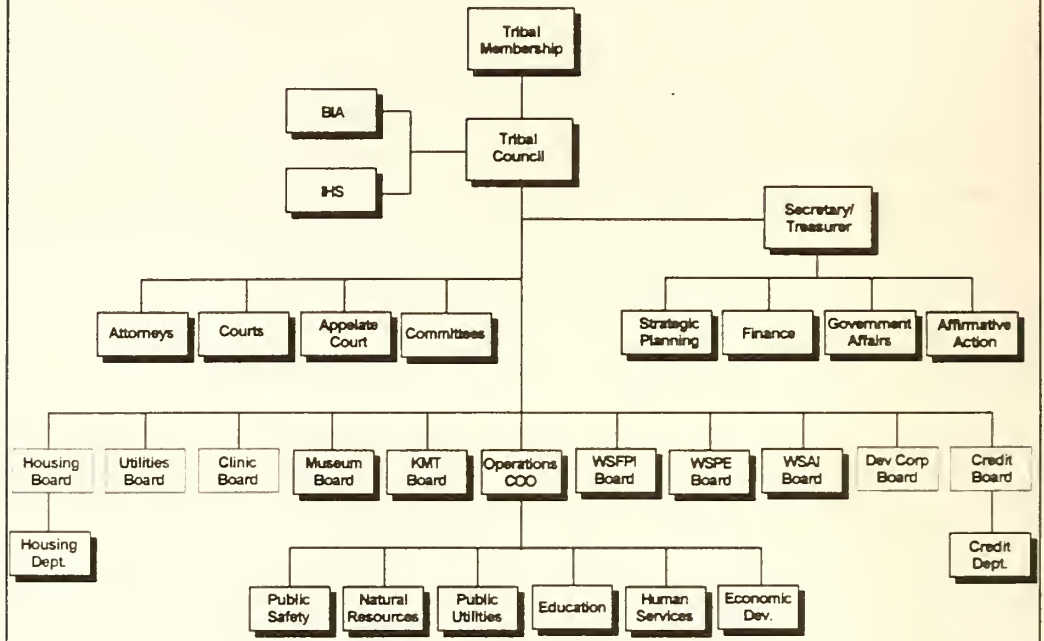 Tribal
Membership
BIA
Tribal
Council
IHS
Secretary/
Treasurer
Attorneys
Courts
Appelate
Court
Committees
Strategic
Planning
Finance
Government
Affairs
Affirmative
Action
Housing
Board
Utilities
Board
Clinic
Board
Museum
Board
KMT
Board
Operations
COO
WSFPI
Board
WSPE
Board
WSAI
Board
Dev Corp
Board
Credit
Board
Housing
Dept.
Credit
Dept.
Public
Safety
Natural
Resources
Public
Utilities
Education
Human
Services
Economic
Dev.